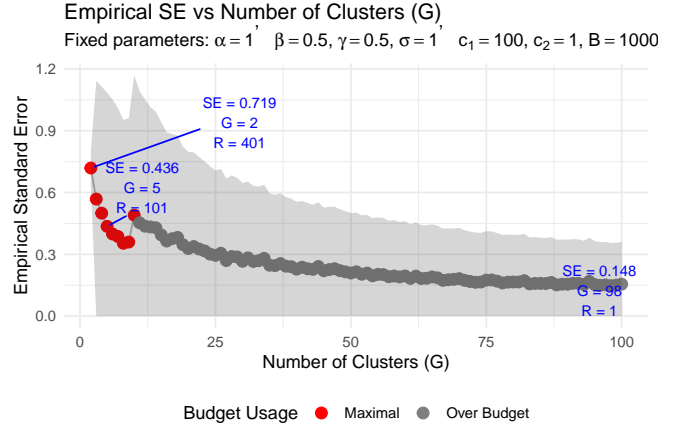 Empirical SE vs Number of Clusters (G)
Fixed parameters: α = 1, β = 0.5, γ = 0.5, σ = 1, c₁ = 100, c₂ = 1, B = 1000
Empirical Standard Error
1.2
0.9
0.6
0.3
0.0
SE = 0.719
G = 2
R = 401
SE = 0.436
G = 5
R = 101
SE = 0.148
G = 98
R = 1
0
25
50
75
100
Number of Clusters (G)
Budget Usage
Maximal
Over Budget